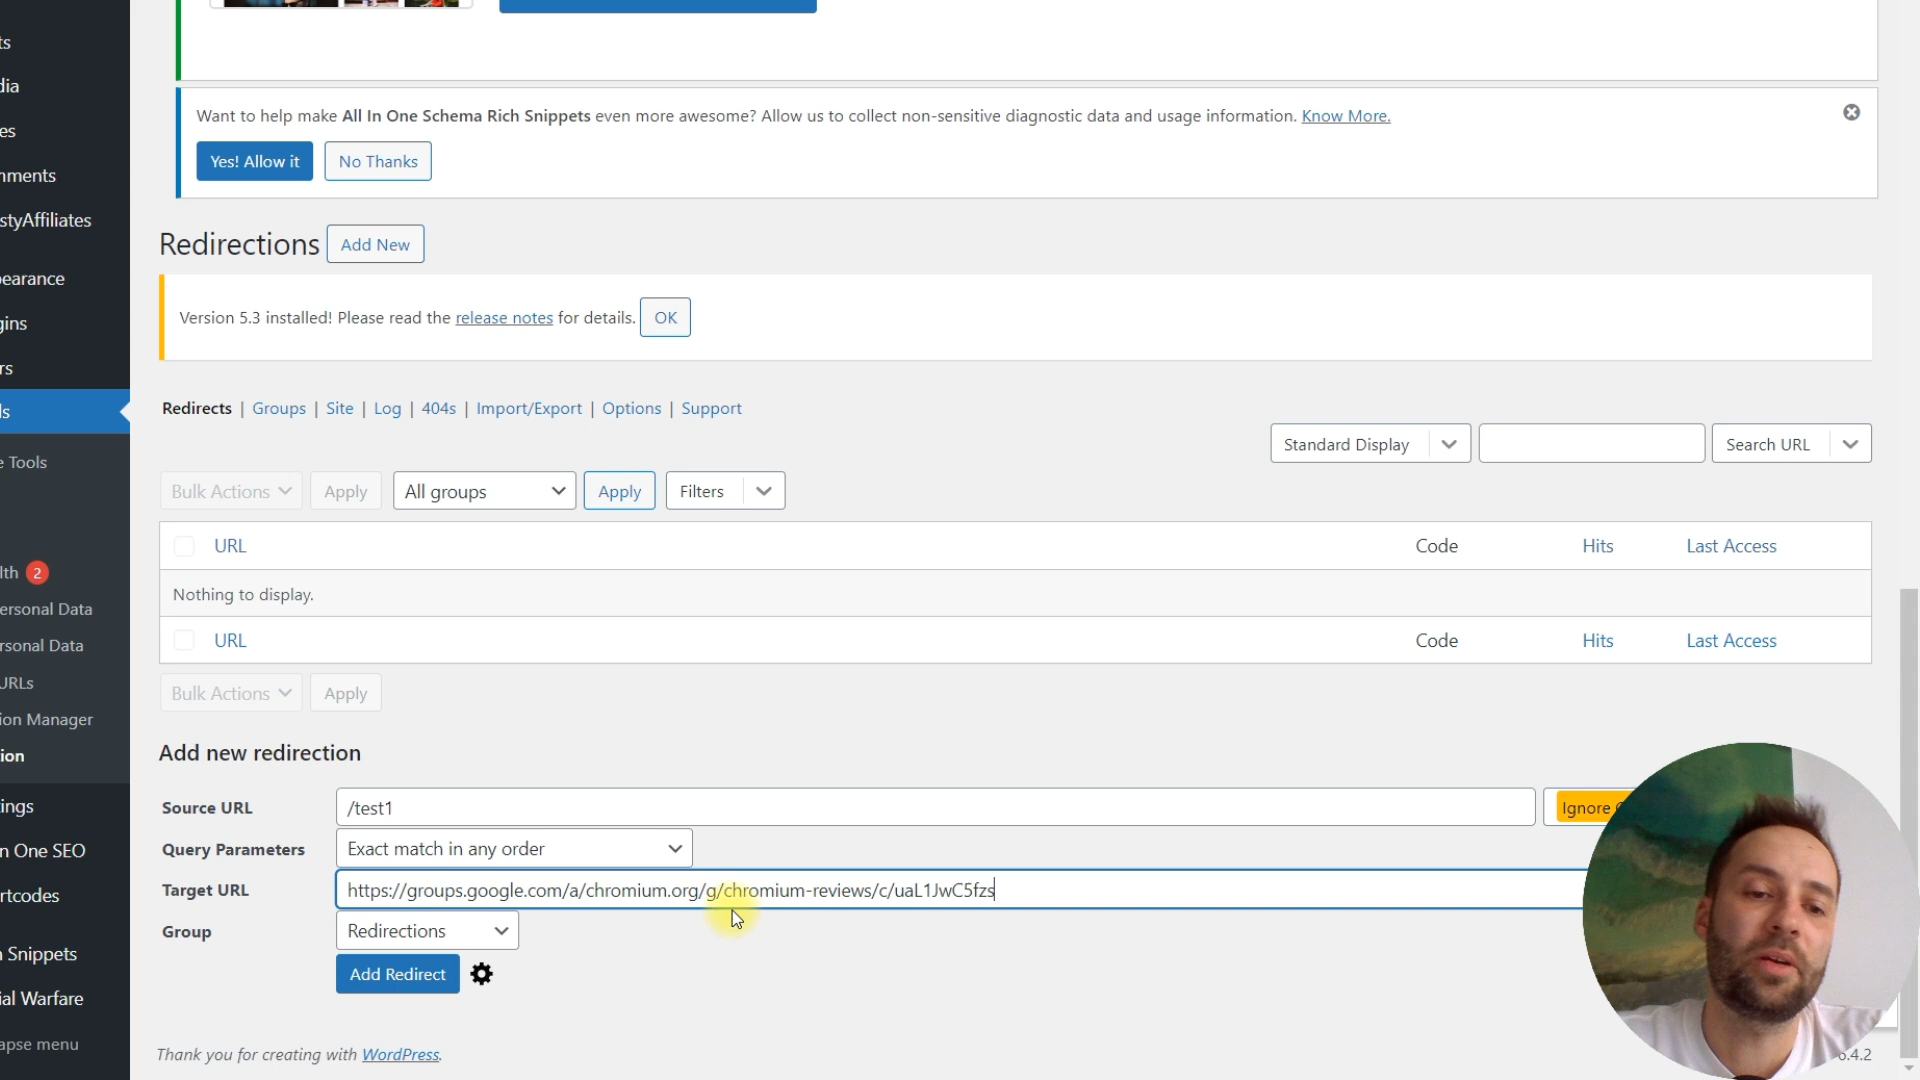 ts
dia
es
mments
styAffiliates
pearance
gins
rs
ls
e Tools
lth 2
ersonal Data
rsonal Data
URLs
ion Manager
ion
ings
n One SEO
rtcodes
n Snippets
ial Warfare
apse menu
Want to help make All In One Schema Rich Snippets even more awesome? Allow us to collect non-sensitive diagnostic data and usage information. Know More.
Yes! Allow it No Thanks
Redirections Add New
Version 5.3 installed! Please read the release notes for details. OK
Redirects | Groups | Site | Log | 404s | Import/Export | Options | Support
Standard Display Search URL
Bulk Actions Apply All groups Apply Filters
URL Code Hits Last Access
Nothing to display.
URL Code Hits Last Access
Bulk Actions Apply
Add new redirection
Source URL /test1 Ignore
Query Parameters Exact match in any order
Target URL https://groups.google.com/a/chromium.org/g/chromium-reviews/c/uaL1JwC5fzs
Group Redirections
Add Redirect
Thank you for creating with WordPress. 6.4.2